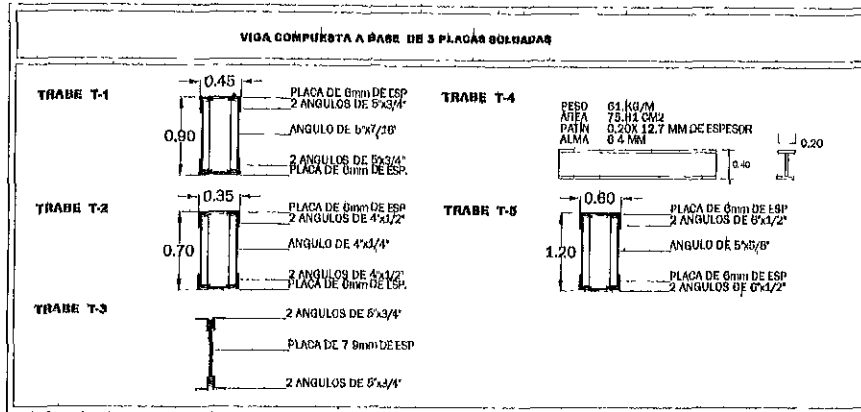 VIGA COMPUESTA A BASE DE 3 PLACAS SOLDADAS
TRABE T-1
0.45
0.90
PLACA DE 6mm DE ESP
2 ANGULOS DE 5"x3/4"
ANGULO DE 5"x7/16"
2 ANGULOS DE 5"x3/4"
PLACA DE 6mm DE ESP.
TRABE T-2
0.35
0.70
PLACA DE 6mm DE ESP
2 ANGULOS DE 4"x1/2"
ANGULO DE 4"x1/4"
2 ANGULOS DE 4"x1/2"
PLACA DE 6mm DE ESP.
TRABE T-3
2 ANGULOS DE 6"x3/4"
PLACA DE 7 9mm DE ESP
2 ANGULOS DE 6"x3/4"
TRABE T-4
PESO 61.KG/M
AREA 75.81 CM2
PATIN 0.20X 12.7 MM DE ESPESOR
ALMA 6 4 MM
0.40
0.20
TRABE T-5
0.60
1.20
PLACA DE 6mm DE ESP
2 ANGULOS DE 6"x1/2"
ANGULO DE 5"x5/8"
PLACA DE 6mm DE ESP
2 ANGULOS DE 6"x1/2"